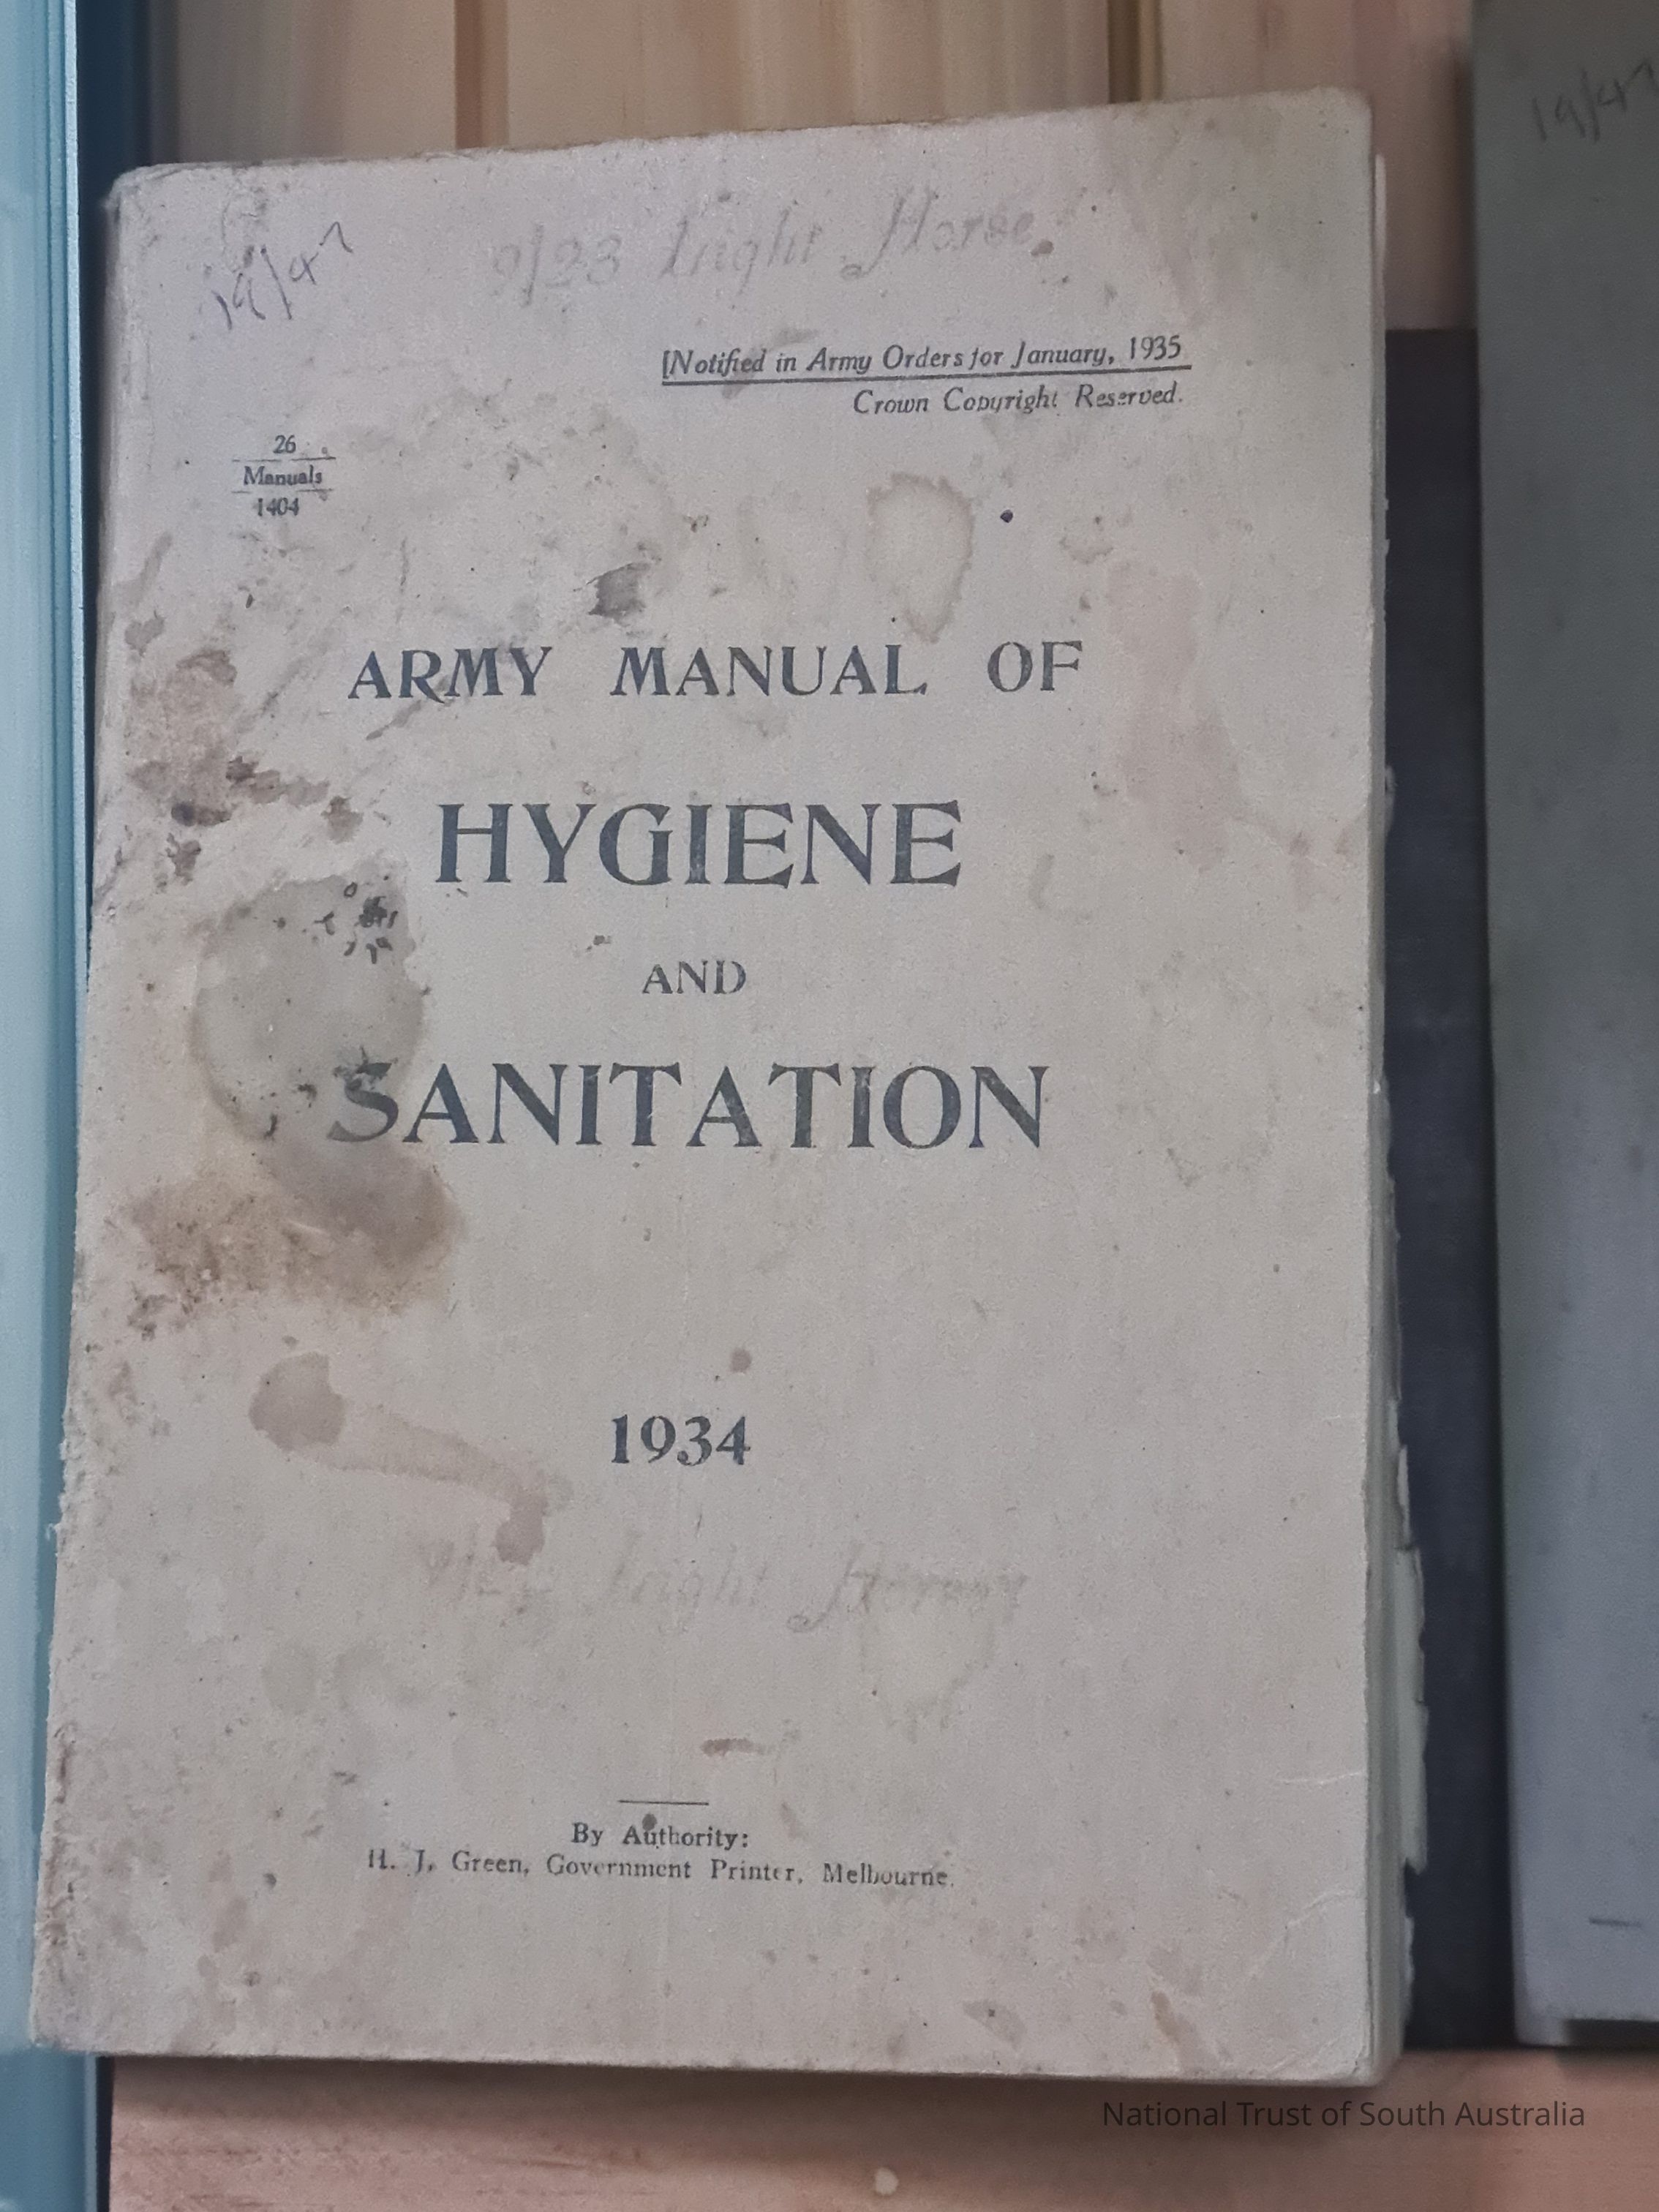 19/47
9/23 Light Horse.
[Notified in Army Orders for January, 1935
Crown Copyright Reserved.
26
Manuals
1404
ARMY MANUAL OF
HYGIENE
AND
SANITATION
1934
Light Horse
By Authority:
H. J. Green, Government Printer, Melbourne.
19/47
National Trust of South Australia